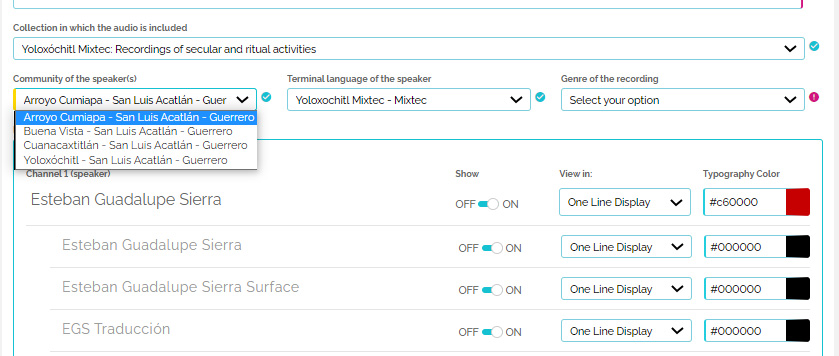 Collection in which the audio is included
Yoloxóchitl Mixtec: Recordings of secular and ritual activities
Community of the speaker(s) Terminal language of the speaker Genre of the recording
Arroyo Cumiapa - San Luis Acatlán - Guer Yoloxochitl Mixtec - Mixtec Select your option
Arroyo Cumiapa - San Luis Acatlán - Guerrero
Buena Vista - San Luis Acatlán - Guerrero
Cuanacaxtitlán - San Luis Acatlán - Guerrero
Yoloxóchitl - San Luis Acatlán - Guerrero
Channel 1 (speaker) Show View in: Typography Color
Esteban Guadalupe Sierra OFF ON One Line Display #c60000
Esteban Guadalupe Sierra OFF ON One Line Display #000000
Esteban Guadalupe Sierra Surface OFF ON One Line Display #000000
EGS Traducción OFF ON One Line Display #000000